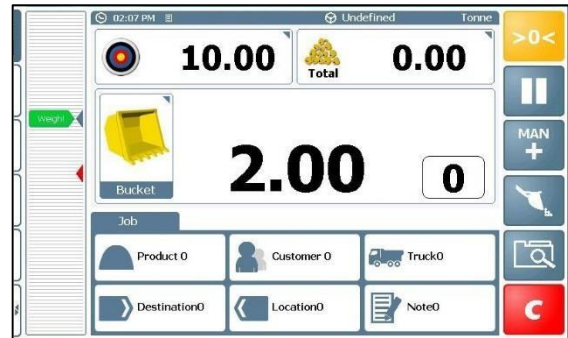 02:07 PM Undefined Tonne
>0<
10.00 Total 0.00
Weight
MAN
+
Bucket 2.00 0
Job
Product 0 Customer 0 Truck0
Destination0 Location0 Note0
C